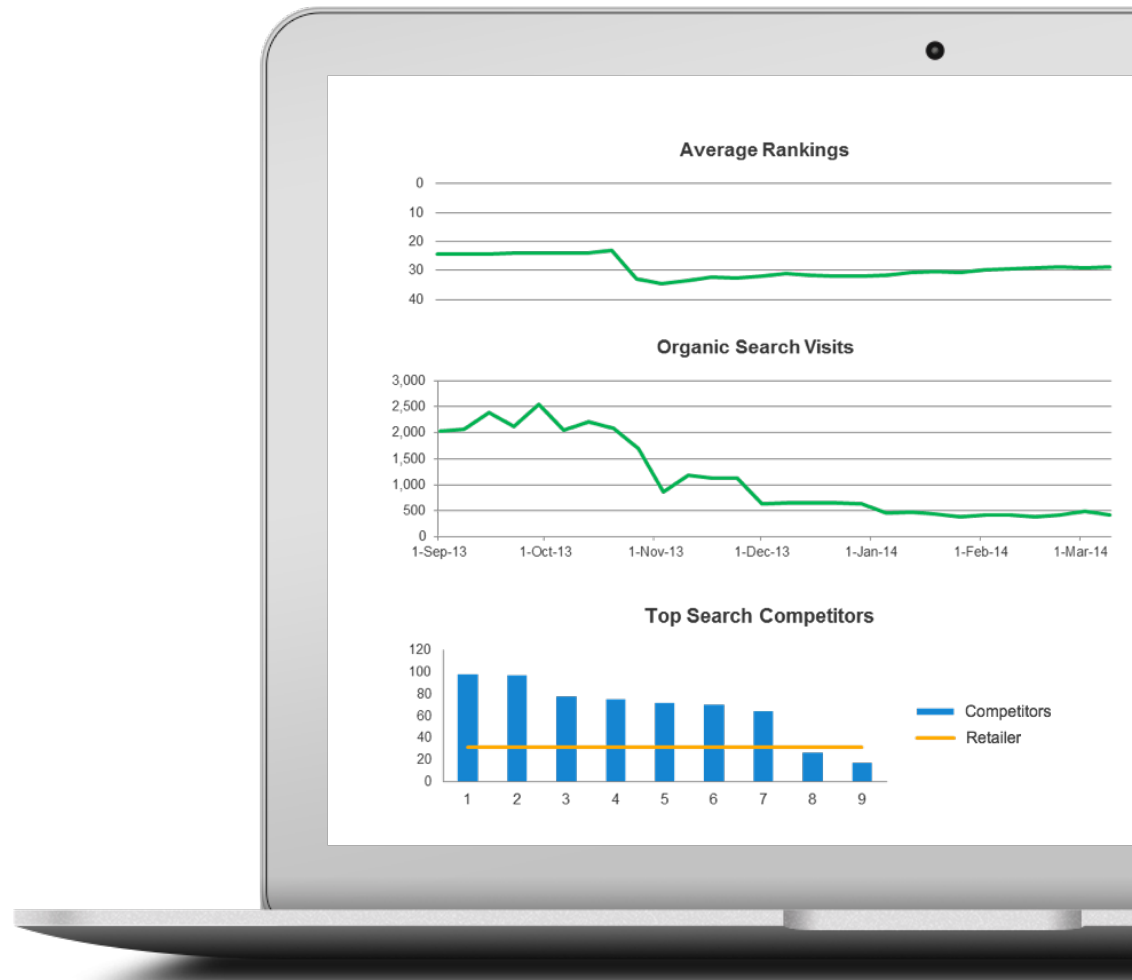 Average Rankings
0
10
20
30
40
Organic Search Visits
3,000
2,500
2,000
1,500
1,000
500
0
1-Sep-13 1-Oct-13 1-Nov-13 1-Dec-13 1-Jan-14 1-Feb-14 1-Mar-14
Top Search Competitors
120
100
80
60
40
20
0
1 2 3 4 5 6 7 8 9
Competitors
Retailer